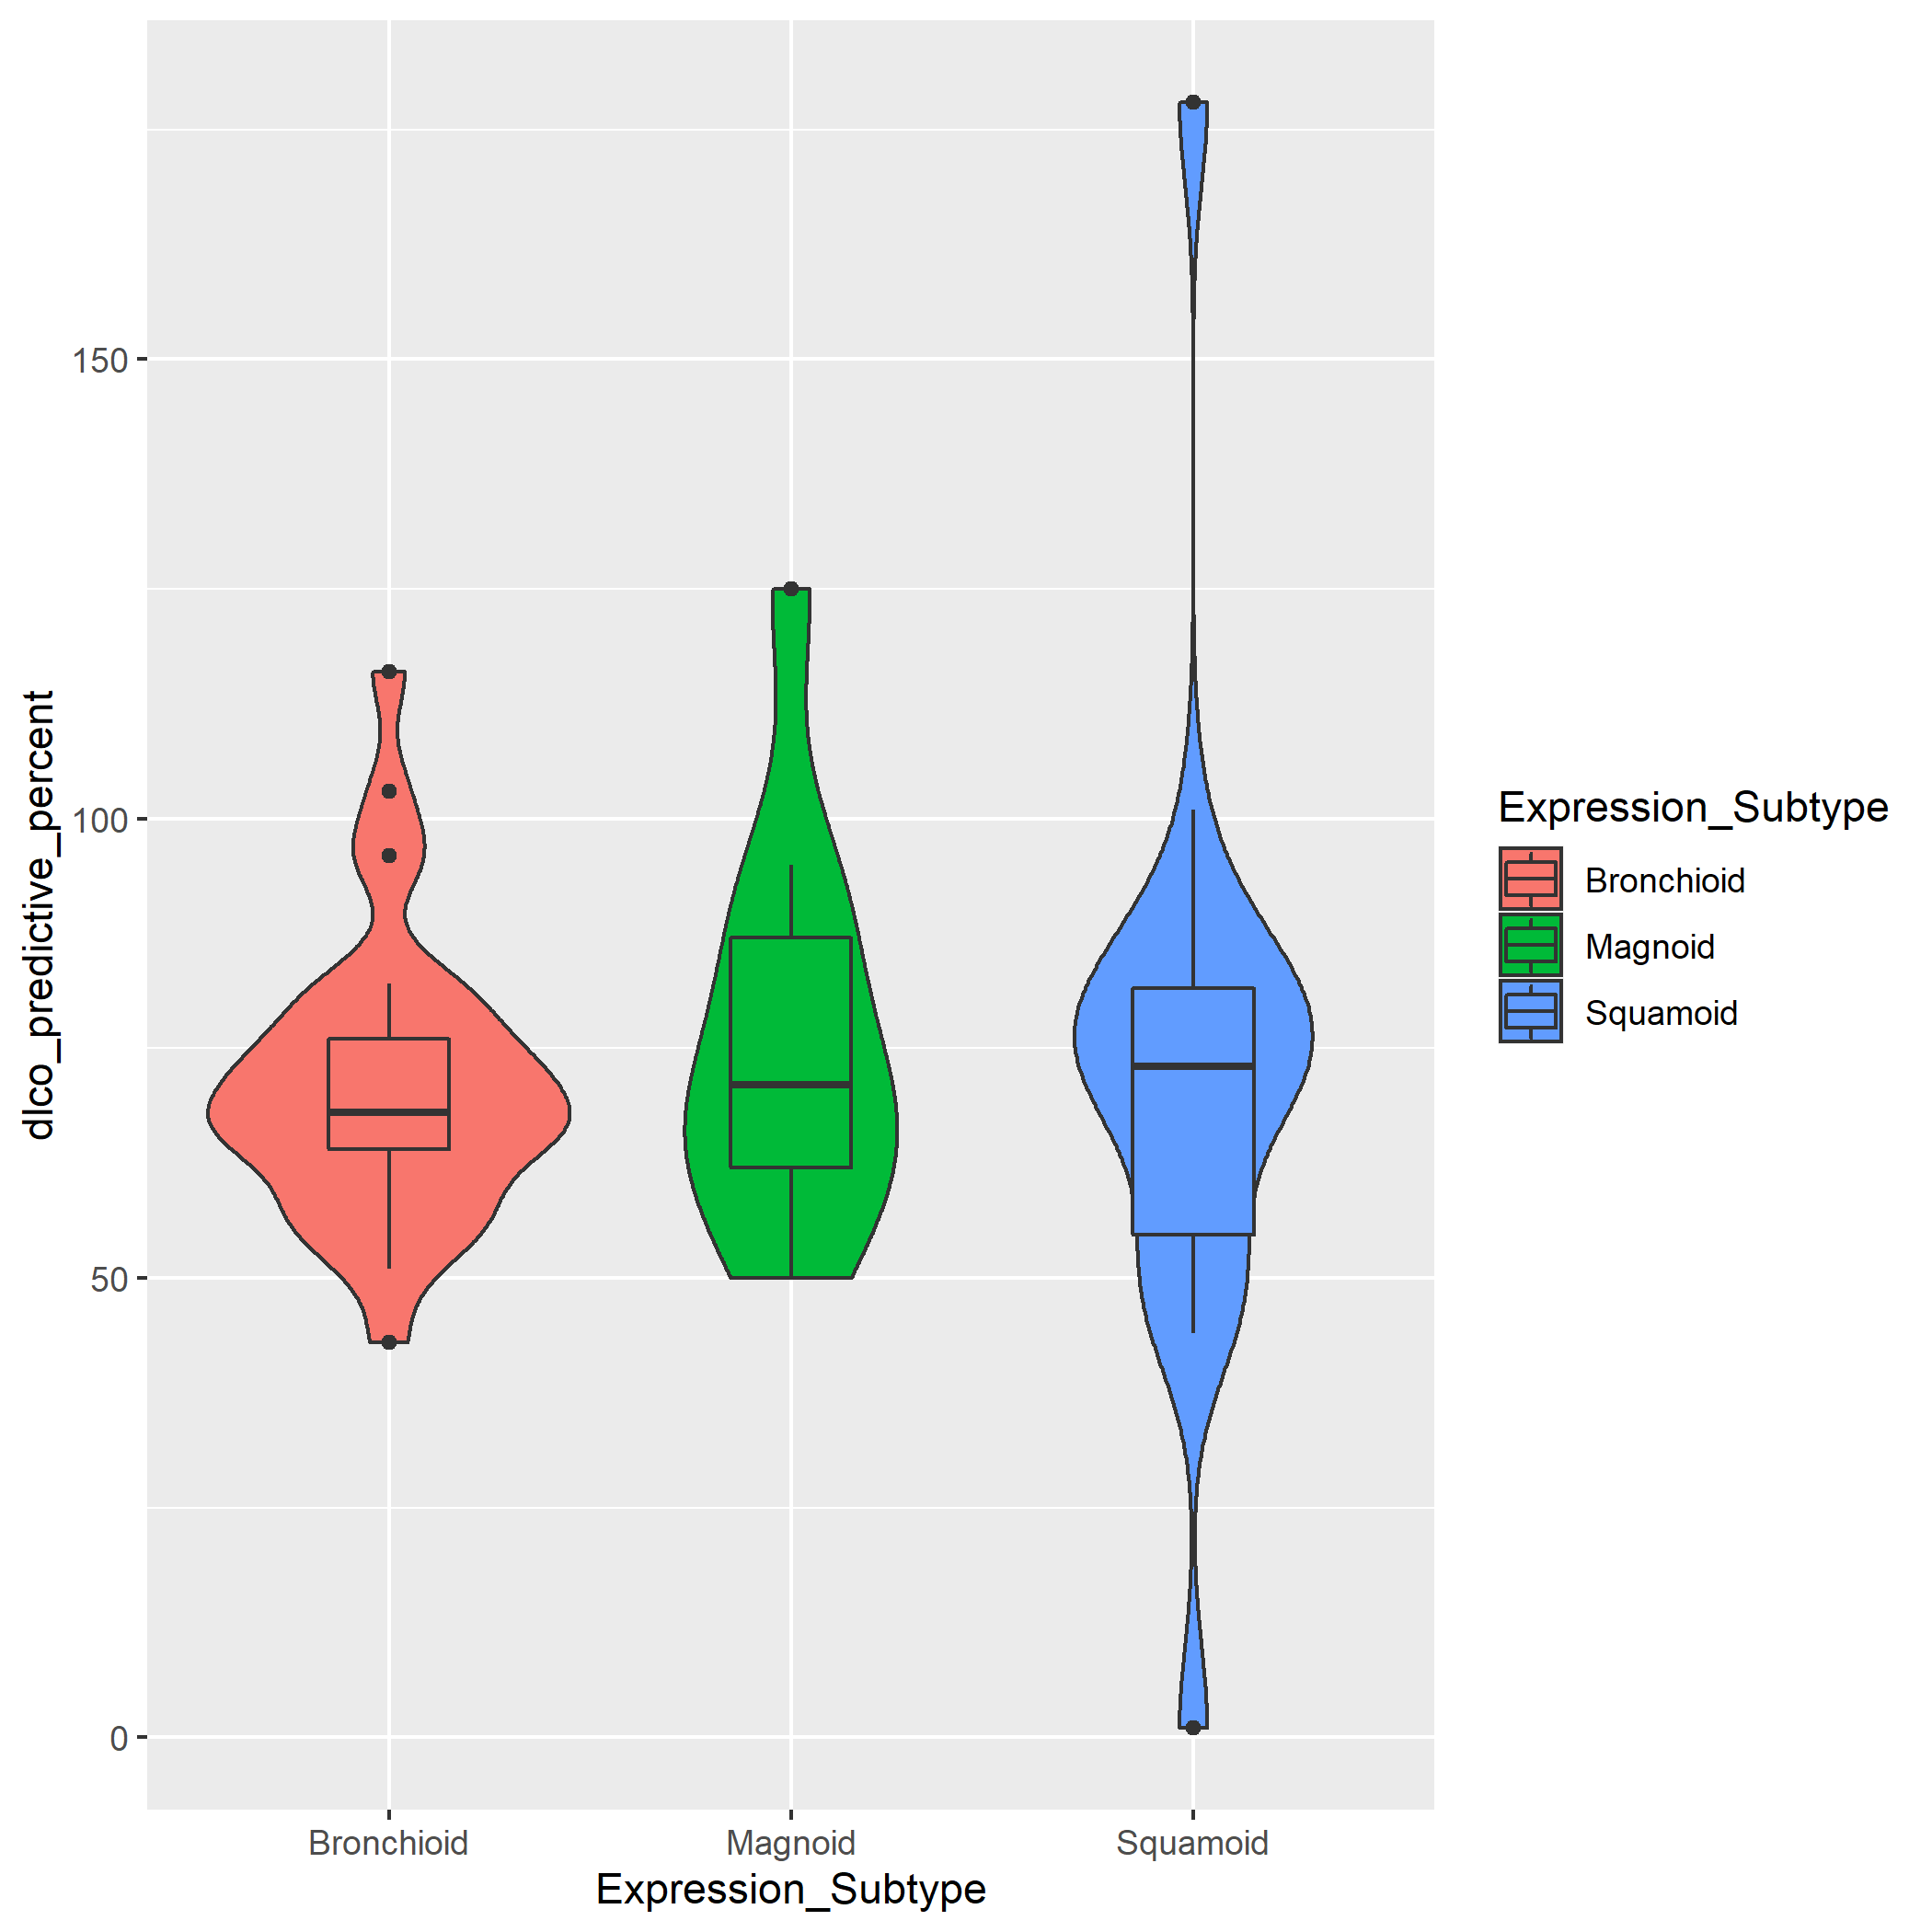 dlco_predictive_percent
150
100
50
0
Bronchioid
Magnoid
Squamoid
Expression_Subtype
Expression_Subtype
Bronchioid
Magnoid
Squamoid